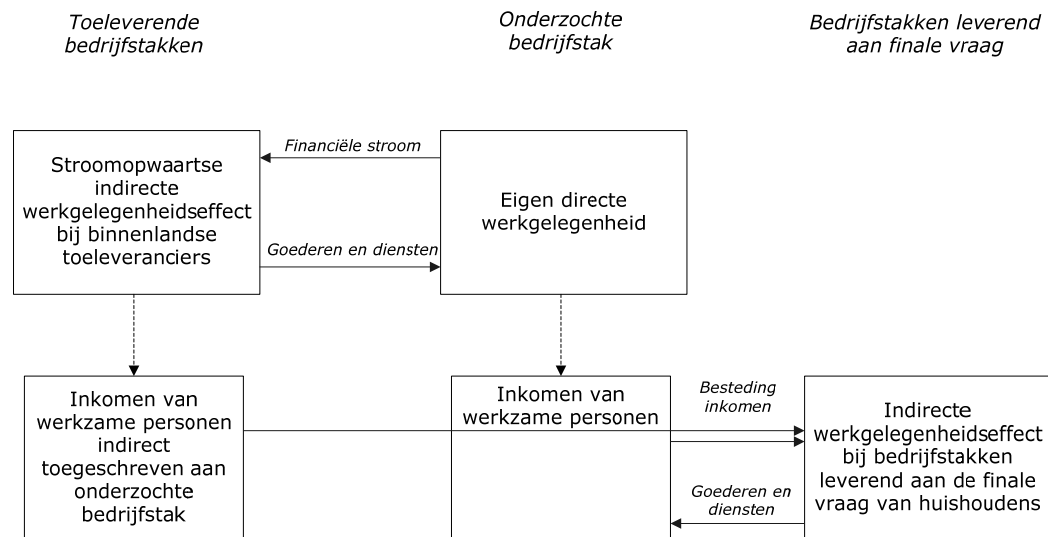 Toeleverende
bedrijfstakken
Onderzochte
bedrijfstak
Bedrijfstakken leverend
aan finale vraag
Stroomopwaartse
indirecte
werkgelegenheidseffect
bij binnenlandse
toeleveranciers
Financiële stroom
Goederen en diensten
Eigen directe
werkgelegenheid
Inkomen van
werkzame personen
indirect
toegeschreven aan
onderzochte
bedrijfstak
Inkomen van
werkzame personen
Besteding
inkomen
Goederen en
diensten
Indirecte
werkgelegenheidseffect
bij bedrijfstakken
leverend aan de finale
vraag van huishoudens